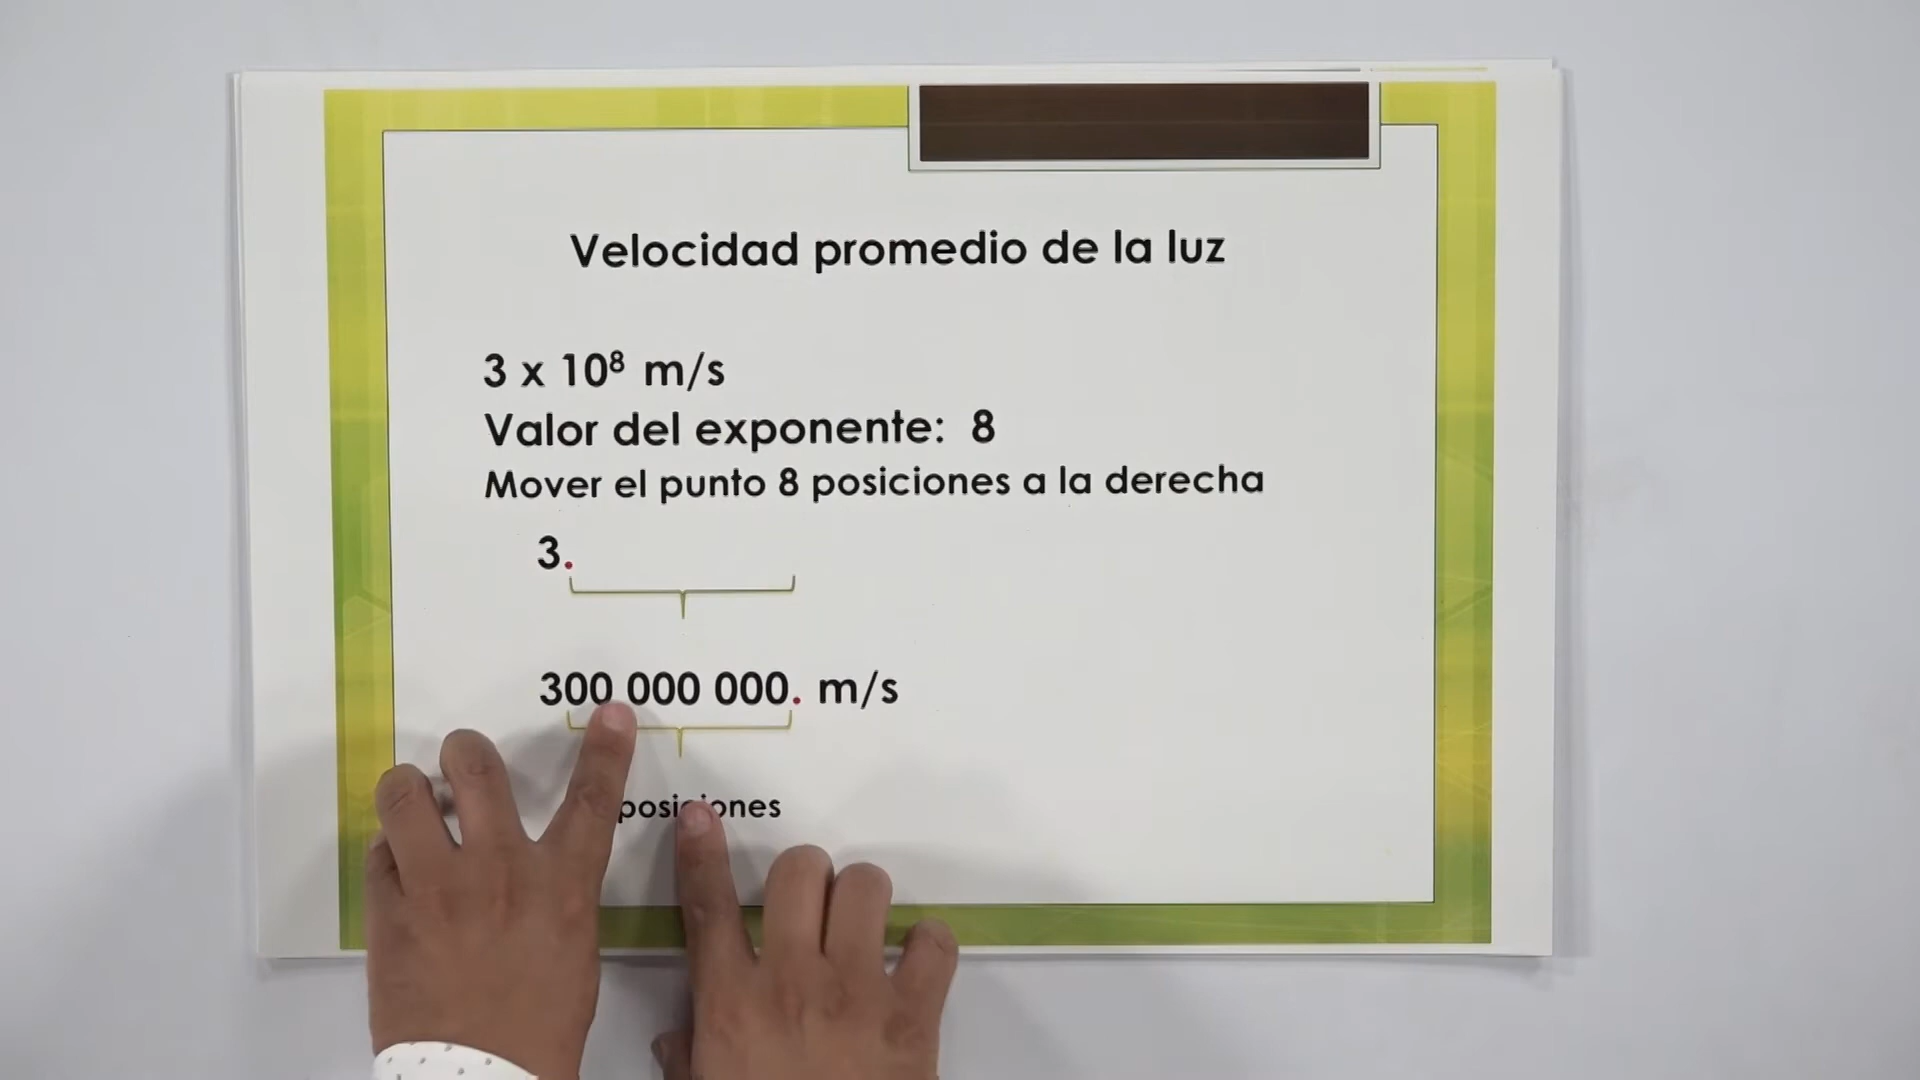 Velocidad promedio de la luz
3 x 10⁸ m/s
Valor del exponente: 8
Mover el punto 8 posiciones a la derecha
3.
300 000 000. m/s
posiciones